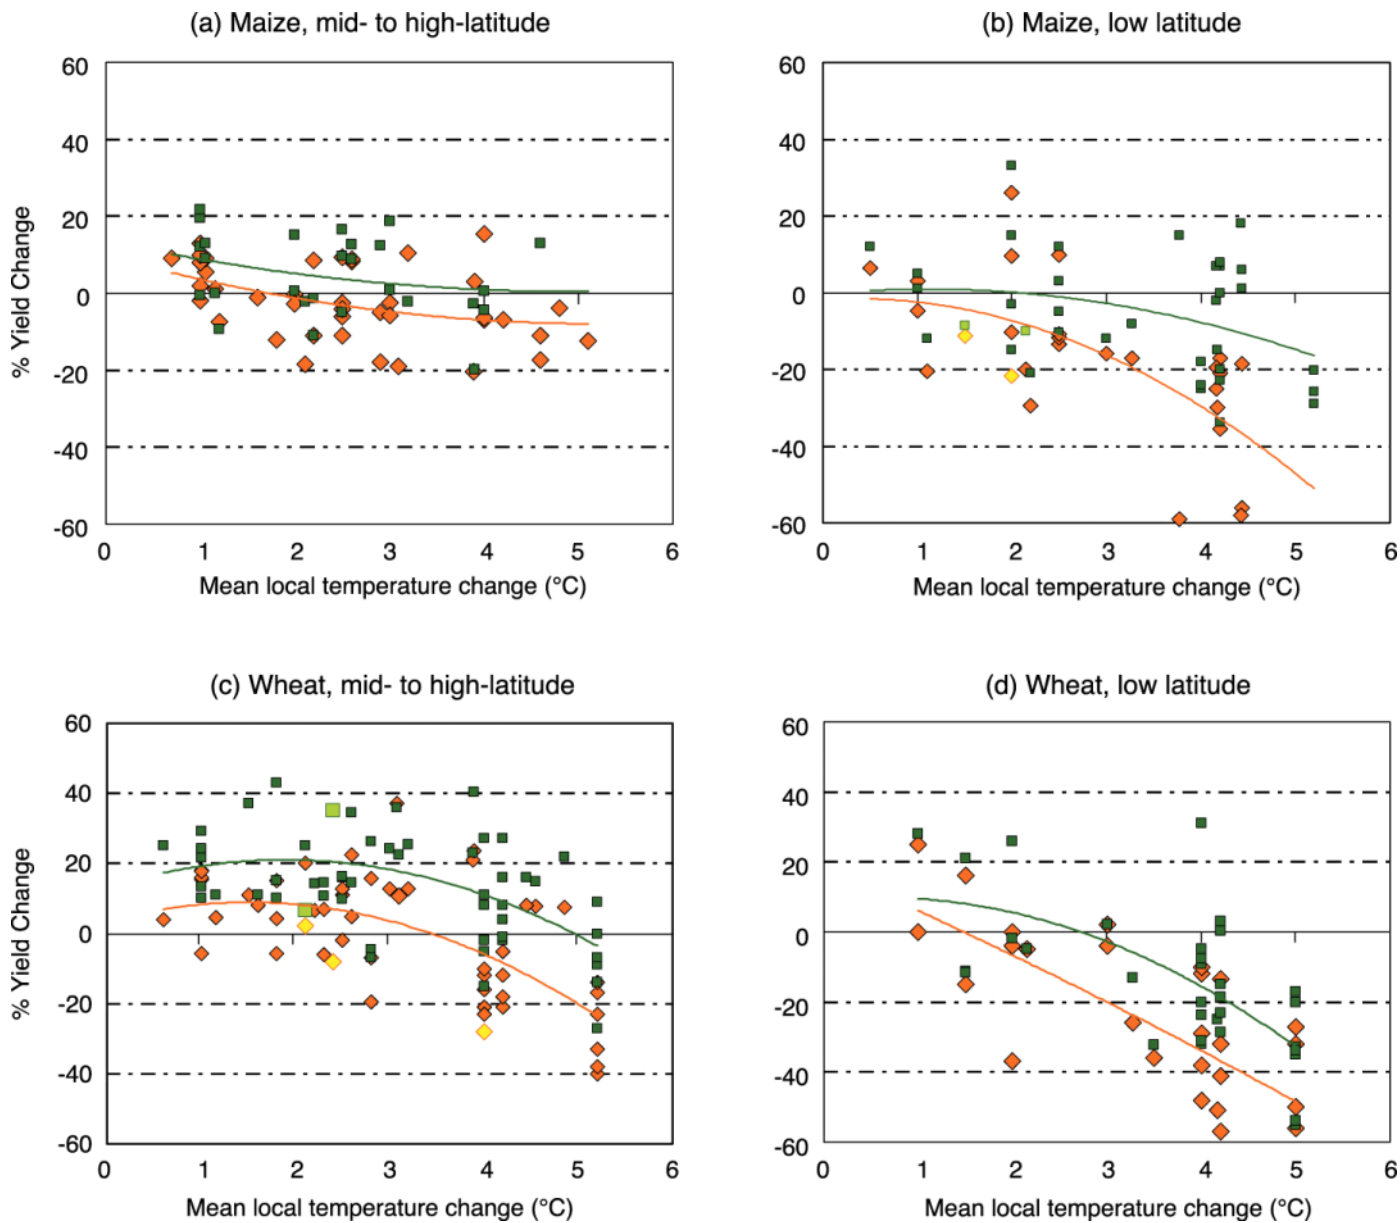 (a) Maize, mid- to high-latitude
(b) Maize, low latitude
60
40
20
0
-20
-40
-60
% Yield Change
0 1 2 3 4 5 6
Mean local temperature change (°C)
60
40
20
0
-20
-40
-60
0 1 2 3 4 5 6
Mean local temperature change (°C)
(c) Wheat, mid- to high-latitude
(d) Wheat, low latitude
60
40
20
0
-20
-40
-60
% Yield Change
0 1 2 3 4 5 6
Mean local temperature change (°C)
60
40
20
0
-20
-40
-60
0 1 2 3 4 5 6
Mean local temperature change (°C)